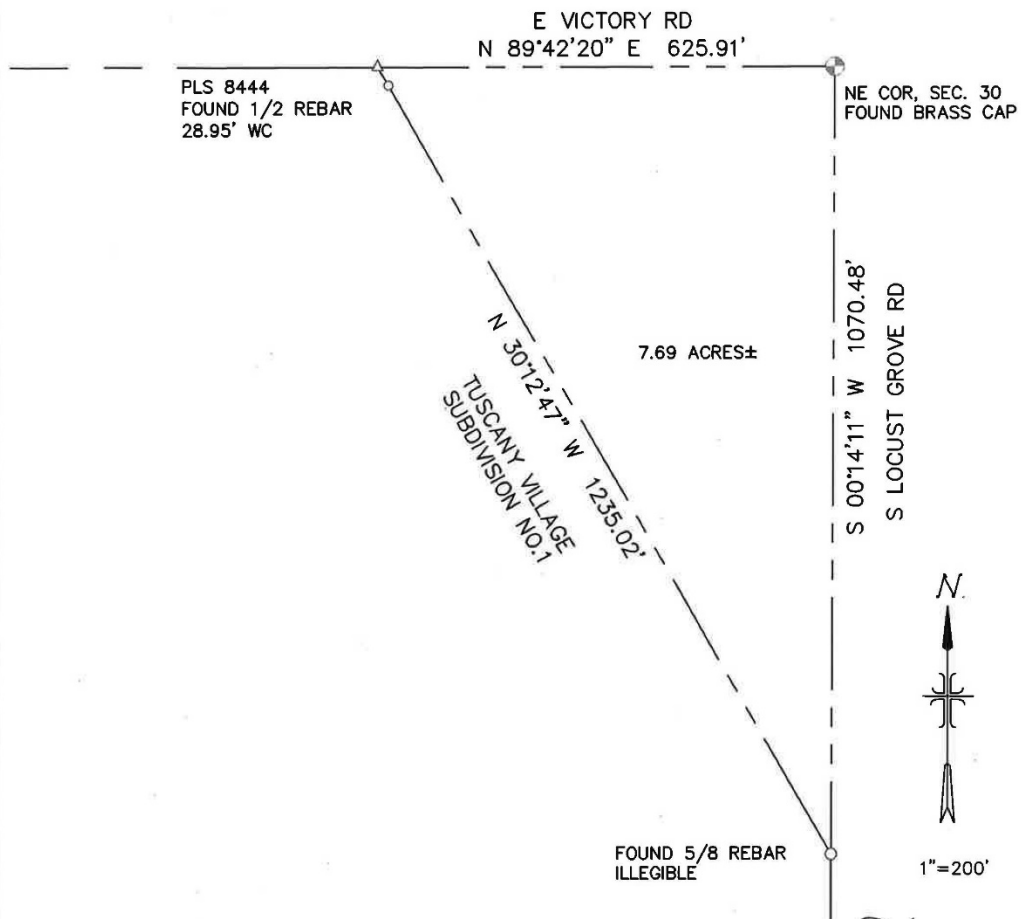 E VICTORY RD
N 89°42'20" E 625.91'
PLS 8444
FOUND 1/2 REBAR
28.95' WC
NE COR, SEC. 30
FOUND BRASS CAP
S 00°14'11" W 1070.48'
S LOCUST GROVE RD
7.69 ACRES±
N 30°12'47" W 1235.02'
TUSCANY VILLAGE
SUBDIVISION NO.1
N.
FOUND 5/8 REBAR
ILLEGIBLE
1"=200'